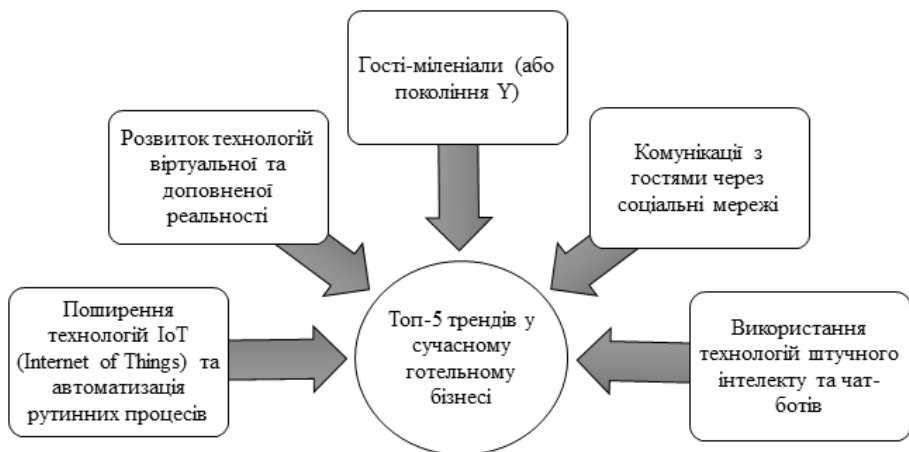 Гості-міленіали (або
покоління Y)
Розвиток технологій
віртуальної та
доповненої
реальності
Комунікації з
гостями через
соціальні мережі
Поширення
технологій IoT
(Internet of Things) та
автоматизація
рутинних процесів
Топ-5 трендів у
сучасному
готельному
бізнесі
Використання
технологій штучного
інтелекту та чат-
ботів